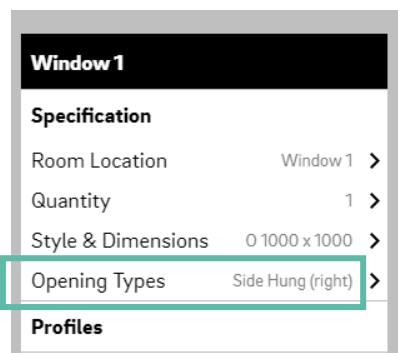 Window 1
Specification
Room Location Window 1
Quantity 1
Style & Dimensions O 1000 x 1000
Opening Types Side Hung (right)
Profiles